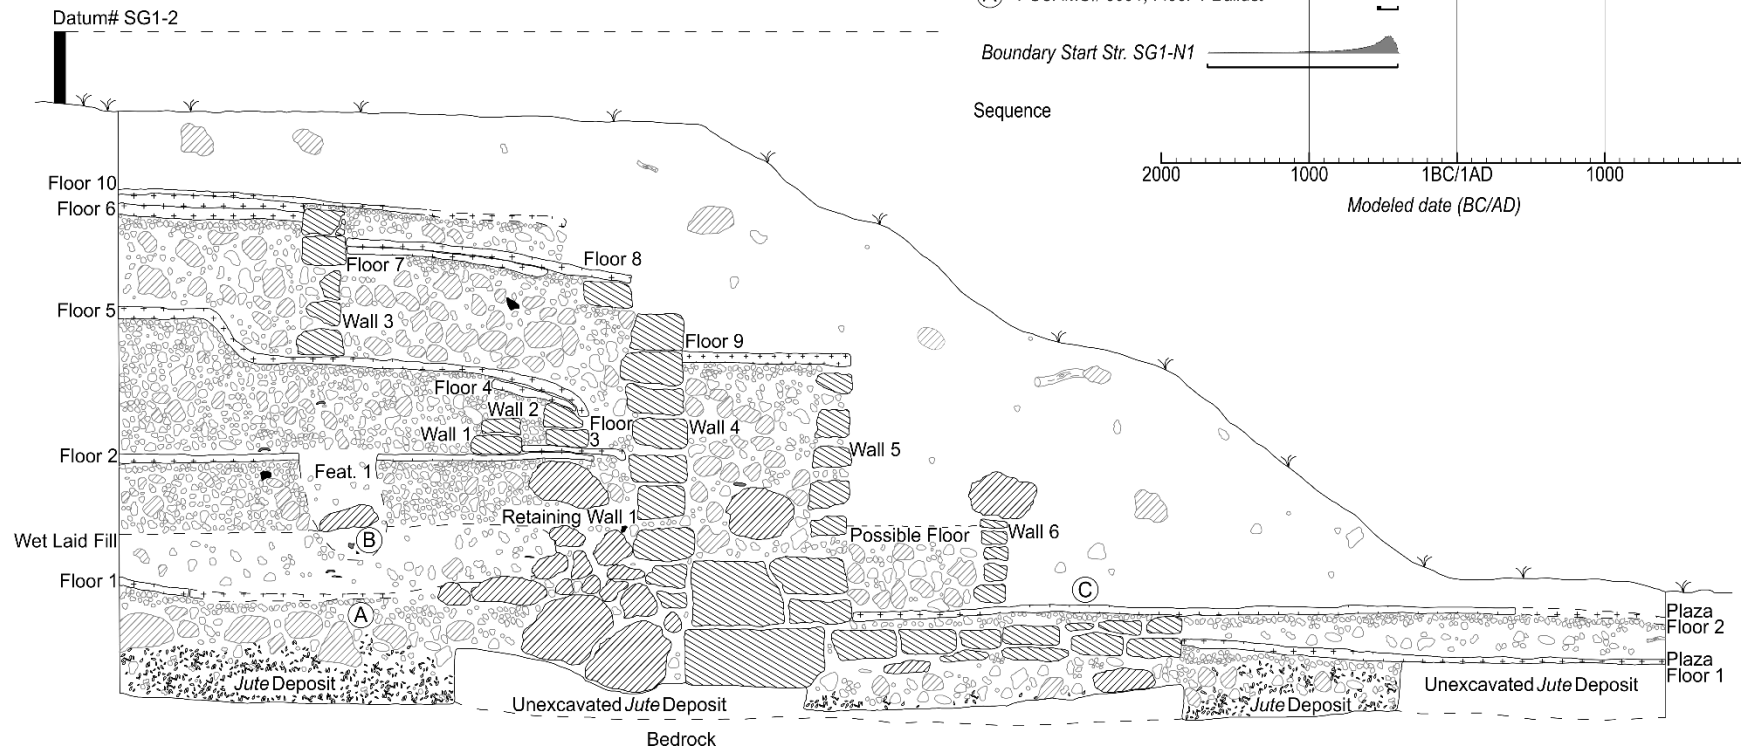 Datum# SG1-2
Boundary Start Str. SG1-N1
Sequence
2000 1000 1BC/1AD 1000
Modeled date (BC/AD)
Floor 10
Floor 6
Floor 7
Floor 8
Floor 5
Wall 3
Floor 9
Floor 4
Wall 2
Wall 1
Floor
3
Wall 4
Wall 5
Floor 2
Feat. 1
Retaining Wall 1
Wet Laid Fill
B
Possible Floor
Wall 6
Floor 1
A
C
Plaza
Floor 2
Plaza
Floor 1
Jute Deposit
Unexcavated Jute Deposit
Jute Deposit
Unexcavated Jute Deposit
Bedrock